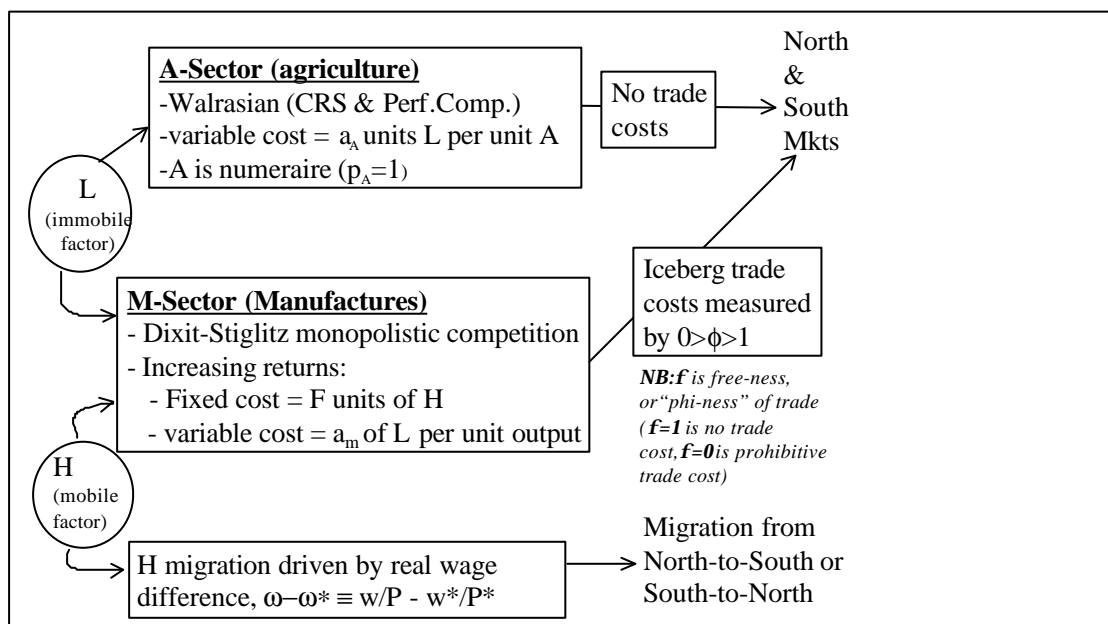 A-Sector (agriculture)
-Walrasian (CRS & Perf.Comp.)
-variable cost = aA units L per unit A
-A is numeraire (pA=1)
No trade
costs
North
&
South
Mkts
L
(immobile
factor)
M-Sector (Manufactures)
- Dixit-Stiglitz monopolistic competition
- Increasing returns:
- Fixed cost = F units of H
- variable cost = am of L per unit output
Iceberg trade
costs measured
by 0>ϕ>1
NB:f is free-ness,
or“phi-ness” of trade
( f=1 is no trade
cost,f=0 is prohibitive
trade cost)
H
(mobile
factor)
H migration driven by real wage
difference, ω−ω* ≡ w/P - w*/P*
Migration from
North-to-South or
South-to-North